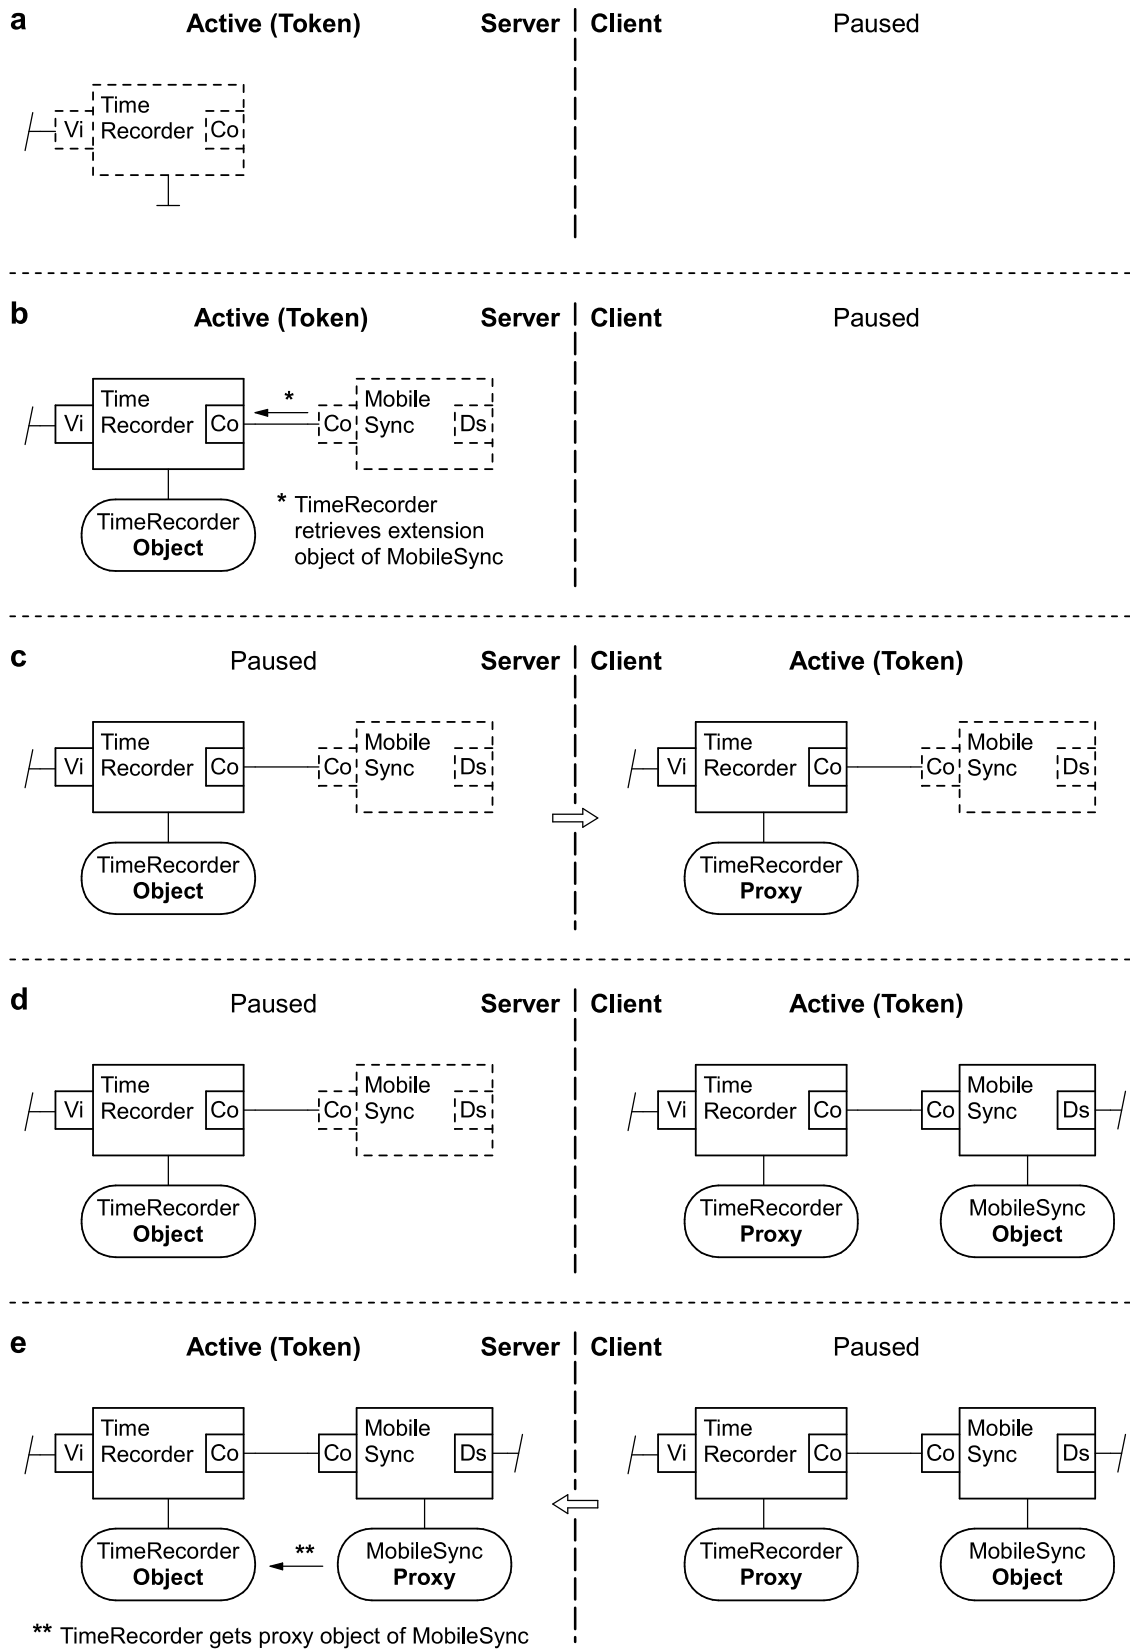 a Active (Token) Server Client Paused
Time
Vi Recorder Co
b Active (Token) Server Client Paused
Time * Mobile
Vi Recorder Co Co Sync Ds
TimeRecorder
Object
* TimeRecorder
retrieves extension
object of MobileSync
c Paused Server Client Active (Token)
Time Mobile Time Mobile
Vi Recorder Co Co Sync Ds Vi Recorder Co Co Sync Ds
TimeRecorder TimeRecorder
Object Proxy
d Paused Server Client Active (Token)
Time Mobile Time Mobile
Vi Recorder Co Co Sync Ds Vi Recorder Co Co Sync Ds
TimeRecorder TimeRecorder MobileSync
Object Proxy Object
e Active (Token) Server Client Paused
Time Mobile Time Mobile
Vi Recorder Co Co Sync Ds Vi Recorder Co Co Sync Ds
TimeRecorder ** MobileSync TimeRecorder MobileSync
Object Proxy Proxy Object
** TimeRecorder gets proxy object of MobileSync